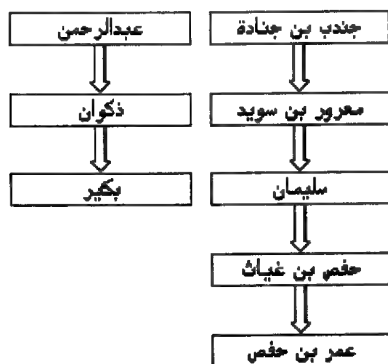 جندب بن جنادة
معرور بن سويد
سليمان
حفص بن غياث
عمر بن حفص
عبدالرحمن
ذكوان
بكير